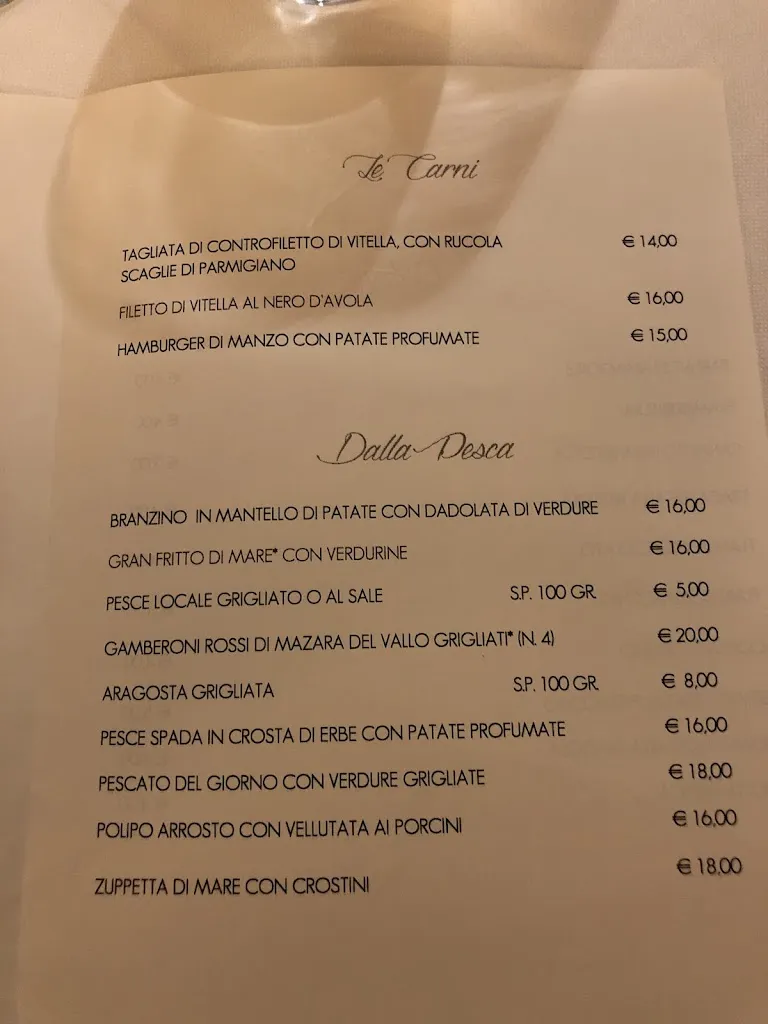 Le Carni
TAGLIATA DI CONTROFILETTO DI VITELLA, CON RUCOLA € 14,00
SCAGLIE DI PARMIGIANO
FILETTO DI VITELLA AL NERO D'AVOLA € 16,00
HAMBURGER DI MANZO CON PATATE PROFUMATE € 15,00
Dalla Pesca
BRANZINO IN MANTELLO DI PATATE CON DADOLATA DI VERDURE € 16,00
GRAN FRITTO DI MARE* CON VERDURINE € 16,00
PESCE LOCALE GRIGLIATO O AL SALE S.P. 100 GR. € 5,00
GAMBERONI ROSSI DI MAZARA DEL VALLO GRIGLIATI* (N. 4) € 20,00
ARAGOSTA GRIGLIATA S.P. 100 GR. € 8,00
PESCE SPADA IN CROSTA DI ERBE CON PATATE PROFUMATE € 16,00
PESCATO DEL GIORNO CON VERDURE GRIGLIATE € 18,00
POLIPO ARROSTO CON VELLUTATA AI PORCINI € 16,00
ZUPPETTA DI MARE CON CROSTINI € 18,00